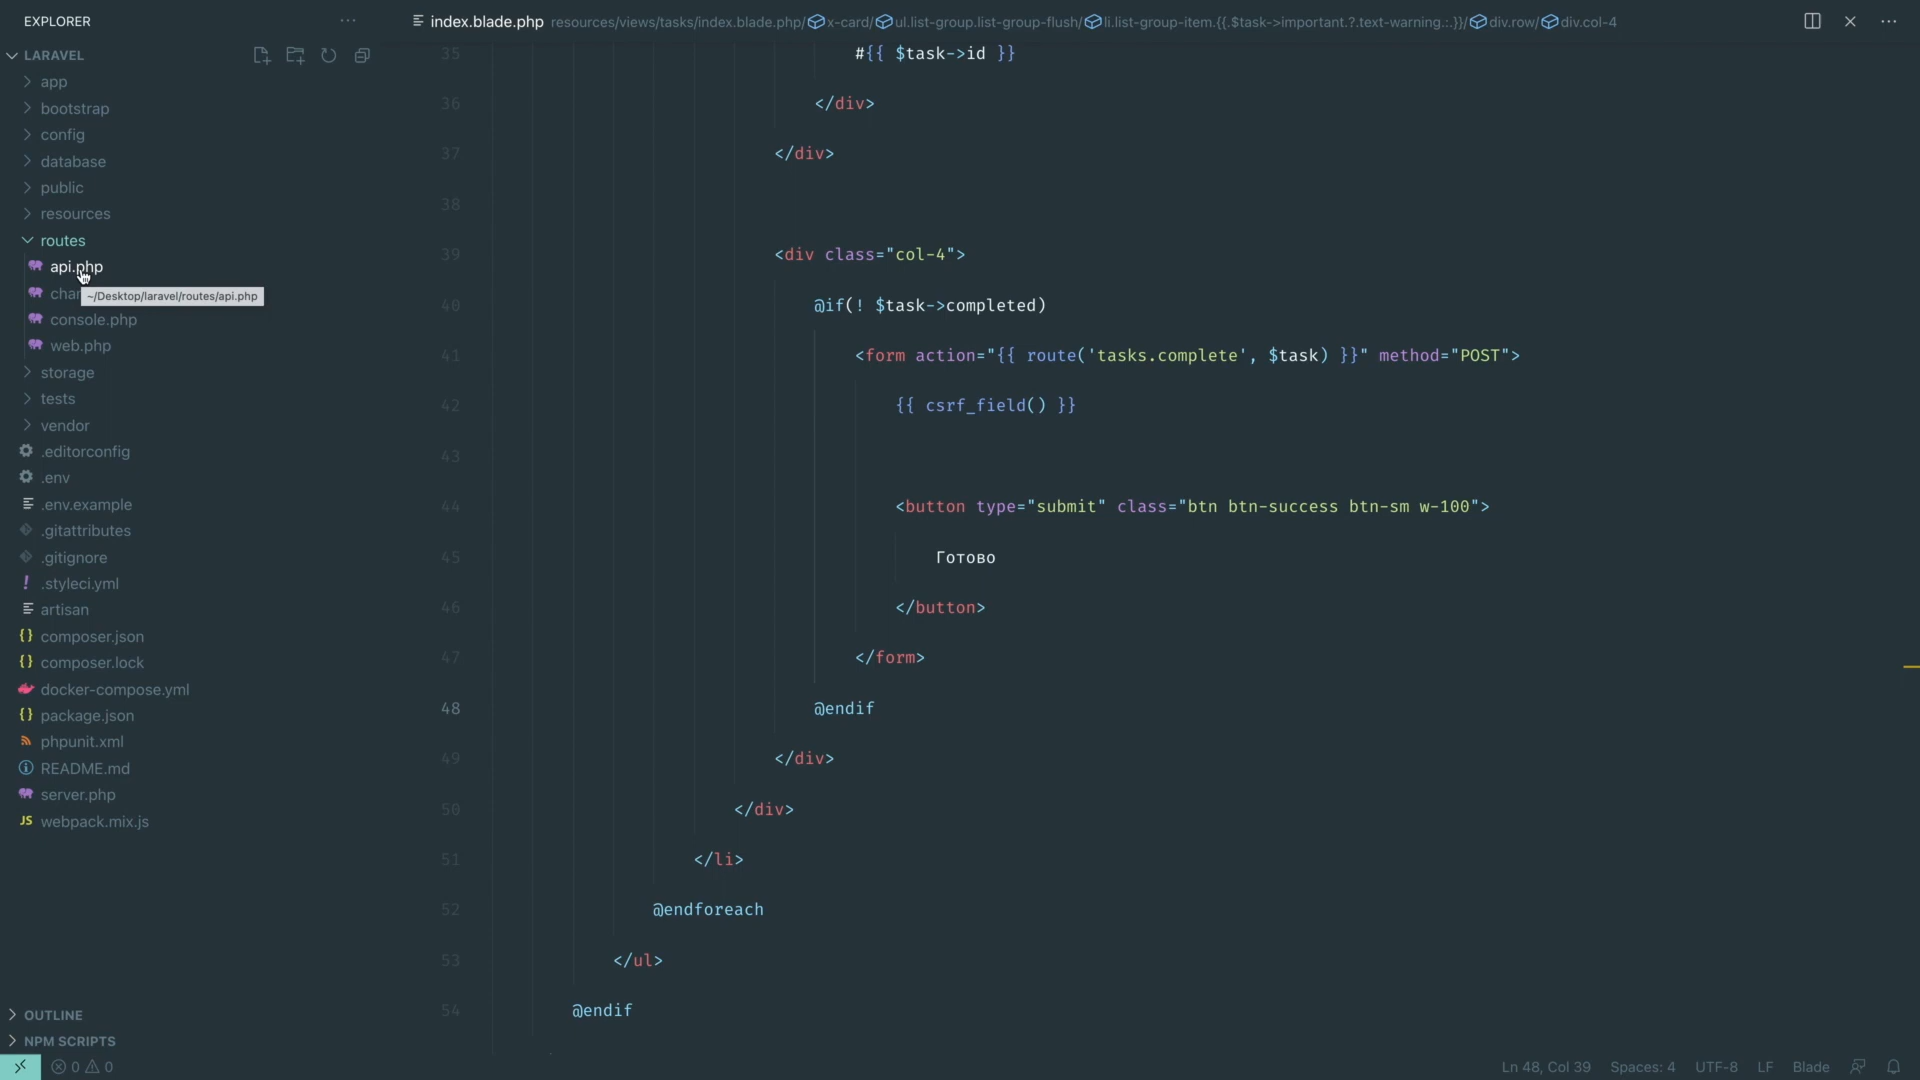 EXPLORER
LARAVEL
app
bootstrap
config
database
public
resources
routes
api.php
chan
~/Desktop/laravel/routes/api.php
console.php
web.php
storage
tests
vendor
.editorconfig
.env
.env.example
.gitattributes
.gitignore
! .styleci.yml
artisan
{} composer.json
{} composer.lock
docker-compose.yml
{} package.json
phpunit.xml
README.md
server.php
JS webpack.mix.js
OUTLINE
NPM SCRIPTS
index.blade.php resources/views/tasks/index.blade.php/ x-card/ ul.list-group.list-group-flush/ li.list-group-item.{{.$task->important.?.text-warning.:.}}/ div.row/ div.col-4
35 #{{ $task->id }}
36 </div>
37 </div>
38
39 <div class="col-4">
40 @if(! $task->completed)
41 <form action="{{ route('tasks.complete', $task) }}" method="POST">
42 {{ csrf_field() }}
43
44 <button type="submit" class="btn btn-success btn-sm w-100">
45 Готово
46 </button>
47 </form>
48 @endif
49 </div>
50 </div>
51 </li>
52 @endforeach
53 </ul>
54 @endif
0 0
Ln 48, Col 39 Spaces: 4 UTF-8 LF Blade